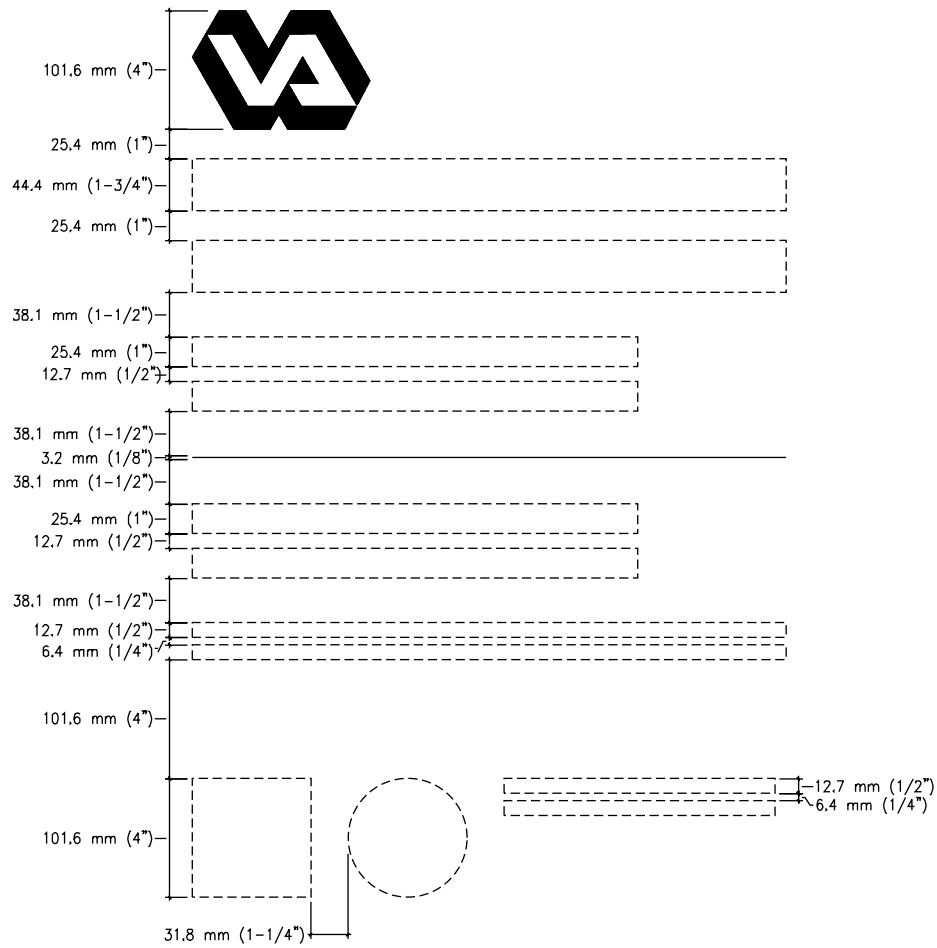 VA
101.6 mm (4")
25.4 mm (1")
44.4 mm (1-3/4")
25.4 mm (1")
38.1 mm (1-1/2")
25.4 mm (1")
12.7 mm (1/2")
38.1 mm (1-1/2")
3.2 mm (1/8")
38.1 mm (1-1/2")
25.4 mm (1")
12.7 mm (1/2")
38.1 mm (1-1/2")
12.7 mm (1/2")
6.4 mm (1/4")
101.6 mm (4")
12.7 mm (1/2")
6.4 mm (1/4")
101.6 mm (4")
31.8 mm (1-1/4")